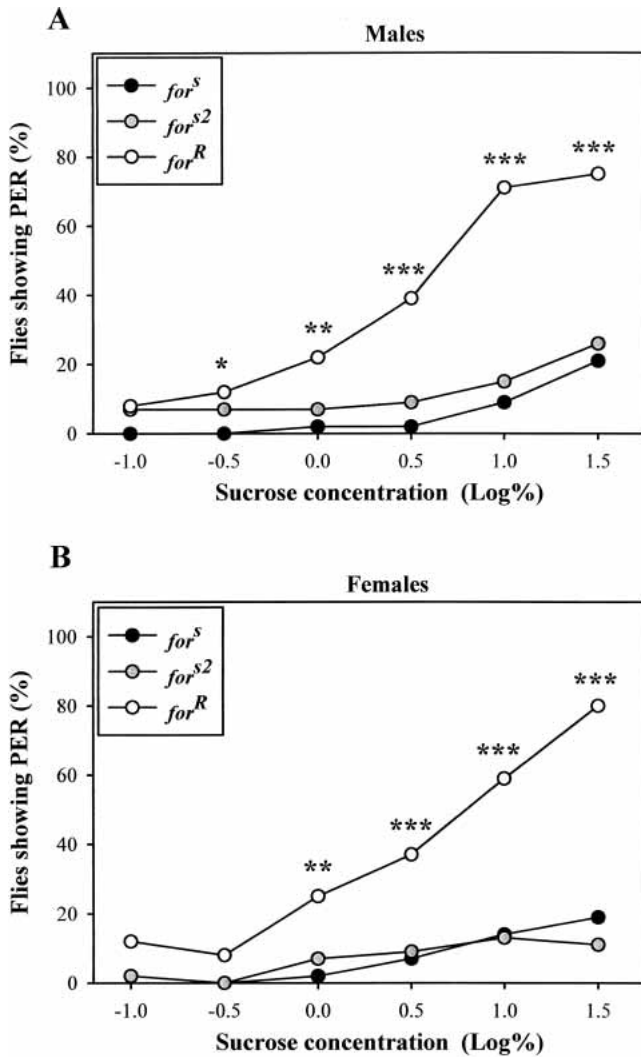 A
Males
for^s
for^s2
for^R
Flies showing PER (%)
100
80
60
40
20
0
*
**
***
***
***
-1.0 -0.5 0.0 0.5 1.0 1.5
Sucrose concentration (Log%)
B
Females
for^s
for^s2
for^R
Flies showing PER (%)
100
80
60
40
20
0
**
***
***
***
-1.0 -0.5 0.0 0.5 1.0 1.5
Sucrose concentration (Log%)